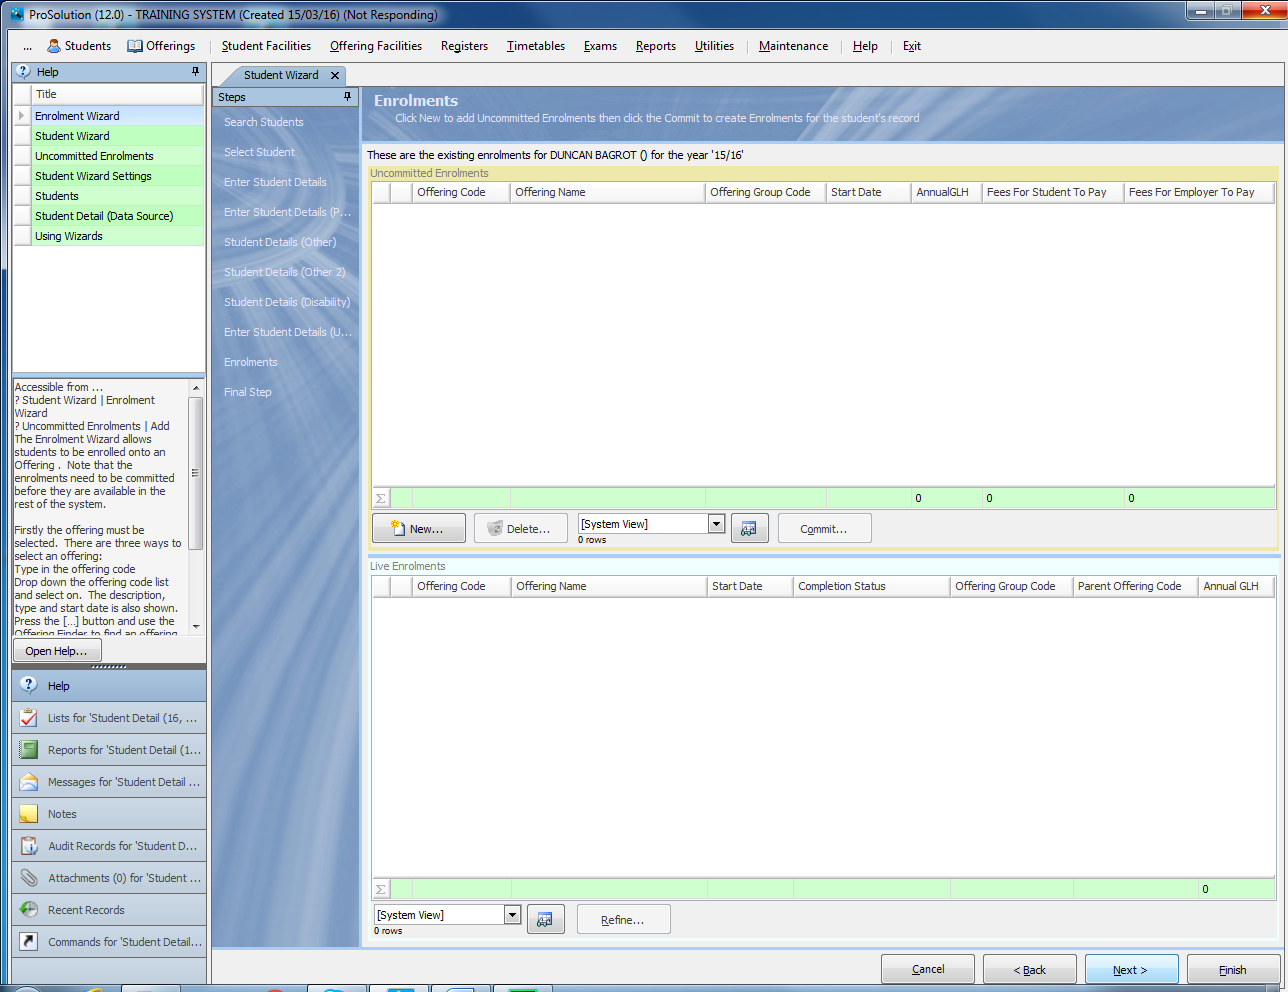 ProSolution (12.0) - TRAINING SYSTEM (Created 15/03/16) (Not Responding)
... Students Offerings Student Facilities Offering Facilities Registers Timetables Exams Reports Utilities Maintenance Help Exit
Help
Title
Enrolment Wizard
Student Wizard
Uncommitted Enrolments
Student Wizard Settings
Students
Student Detail (Data Source)
Using Wizards
Accessible from ...
? Student Wizard | Enrolment
Wizard
? Uncommitted Enrolments | Add
The Enrolment Wizard allows
students to be enrolled onto an
Offering . Note that the
enrolments need to be committed
before they are available in the
rest of the system.
Firstly the offering must be
selected. There are three ways to
select an offering:
Type in the offering code
Drop down the offering code list
and select on. The description,
type and start date is also shown.
Press the [...] button and use the
Offering Finder to find an offering
Open Help...
Help
Lists for 'Student Detail (16, ...
Reports for 'Student Detail (1...
Messages for 'Student Detail ...
Notes
Audit Records for 'Student D...
Attachments (0) for 'Student ...
Recent Records
Commands for 'Student Detail...
Student Wizard
Steps
Search Students
Select Student
Enter Student Details
Enter Student Details (P...
Student Details (Other)
Student Details (Other 2)
Student Details (Disability)
Enter Student Details (U...
Enrolments
Final Step
Enrolments
Click New to add Uncommitted Enrolments then click the Commit to create Enrolments for the student's record
These are the existing enrolments for DUNCAN BAGROT () for the year '15/16'
Uncommitted Enrolments
Offering Code Offering Name Offering Group Code Start Date AnnualGLH Fees For Student To Pay Fees For Employer To Pay
Σ 0 0 0
New... Delete... [System View] Commit...
0 rows
Live Enrolments
Offering Code Offering Name Start Date Completion Status Offering Group Code Parent Offering Code Annual GLH
Σ 0
[System View] Refine...
0 rows
Cancel < Back Next > Finish